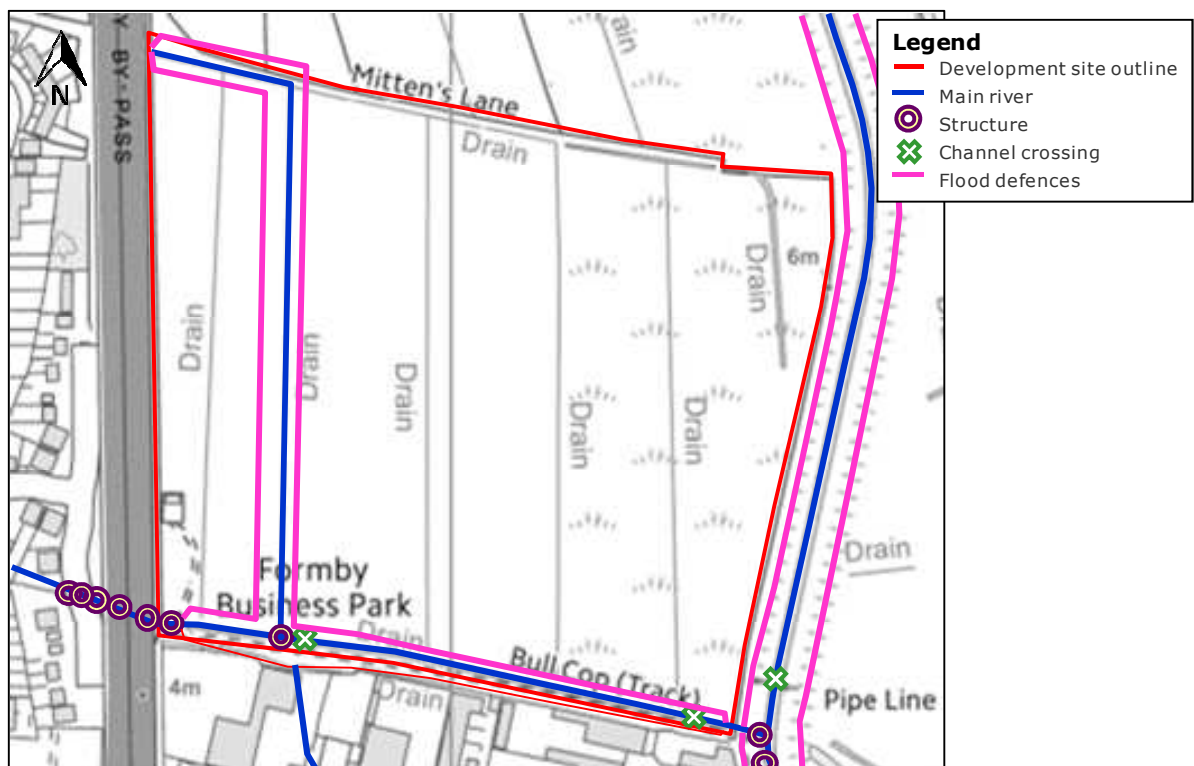 Legend
Development site outline
Main river
Structure
Channel crossing
Flood defences
N
Y BY-PASS
ain
Mitten's Lane
Drain
Drain
6m
Drain
Drain
Drain
Drain
Drain
Drain
Formby
Business Park
Drain
Bull Cop (Track)
Drain
4m
Pipe Line